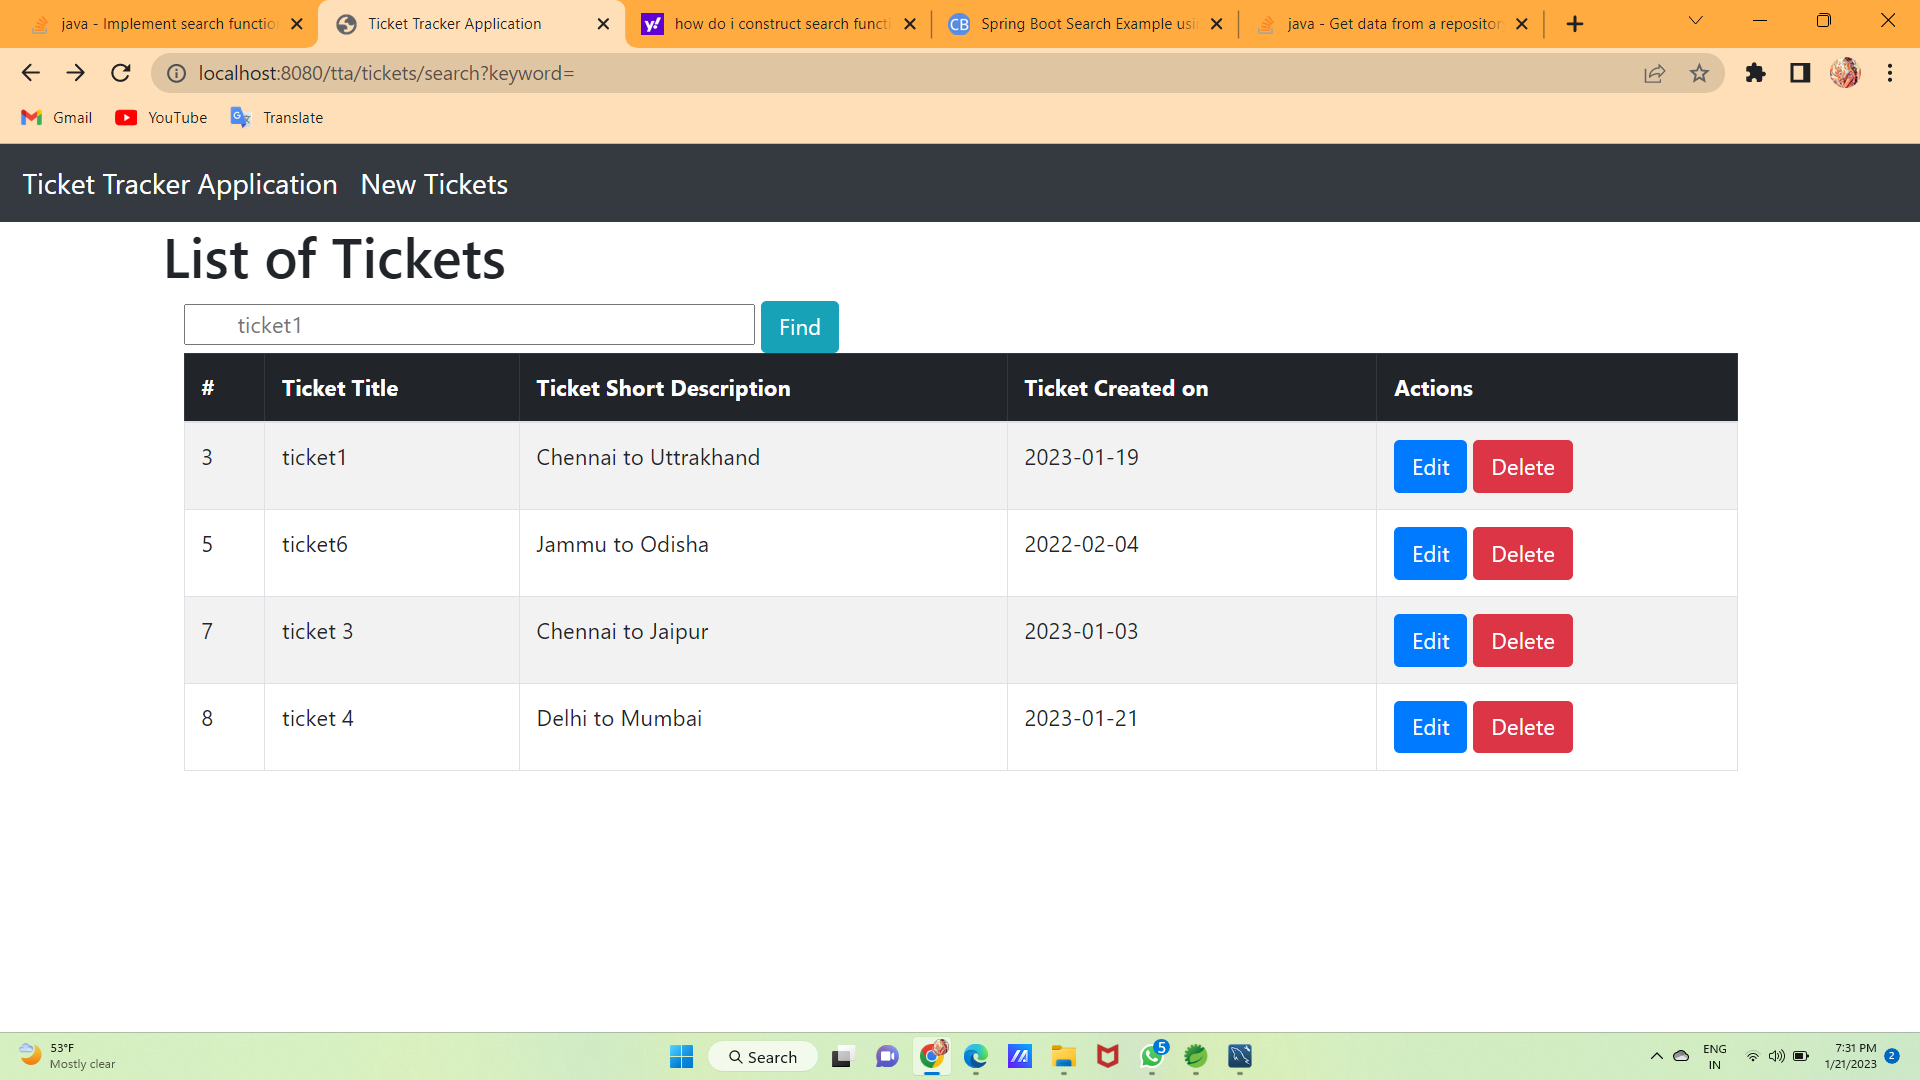 java - Implement search functio
Ticket Tracker Application
how do i construct search functi
CB
Spring Boot Search Example usi
java - Get data from a repositor
localhost:8080/tta/tickets/search?keyword=
Gmail
YouTube
Translate
Ticket Tracker Application New Tickets
List of Tickets
ticket1
Find
# Ticket Title Ticket Short Description Ticket Created on Actions
3 ticket1 Chennai to Uttrakhand 2023-01-19 Edit Delete
5 ticket6 Jammu to Odisha 2022-02-04 Edit Delete
7 ticket 3 Chennai to Jaipur 2023-01-03 Edit Delete
8 ticket 4 Delhi to Mumbai 2023-01-21 Edit Delete
53°F
Mostly clear
Search
5
ENG
IN
7:31 PM
1/21/2023
2